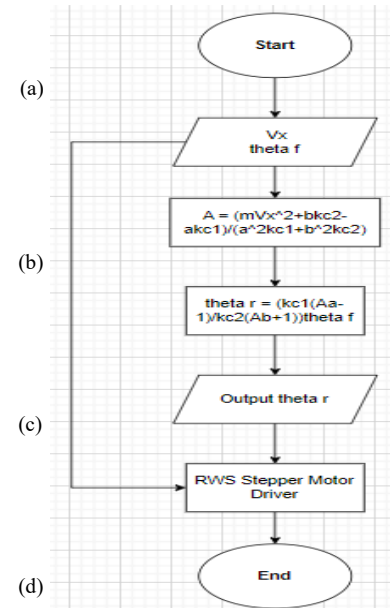 Start
(a)
Vx
theta f
A = (mVx^2+bkc2-
akc1)/(a^2kc1+b^2kc2)
(b)
theta r = (kc1(Aa-
1)/kc2(Ab+1))theta f
Output theta r
(c)
RWS Stepper Motor
Driver
End
(d)